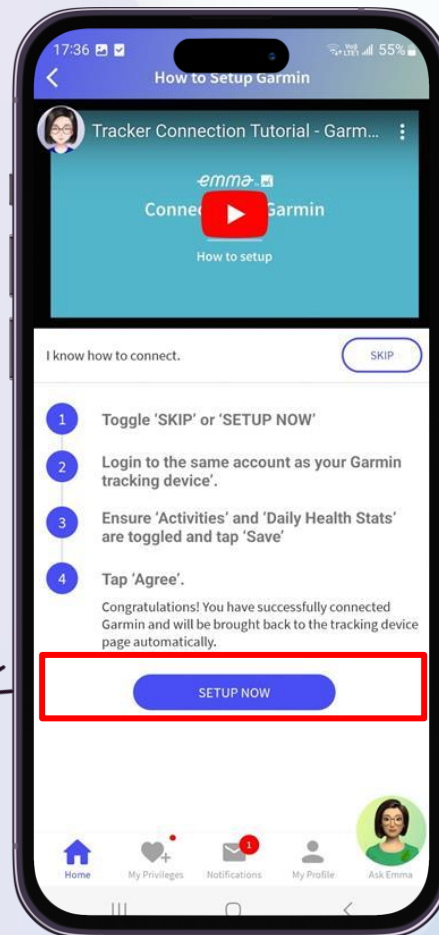 17:36
VoB
LTE1
55%
How to Setup Garmin
Tracker Connection Tutorial - Garm...
emma
Connec Garmin
How to setup
I know how to connect.
SKIP
1
Toggle ‘SKIP’ or ‘SETUP NOW’
2
Login to the same account as your Garmin
tracking device’.
3
Ensure ‘Activities’ and ‘Daily Health Stats’
are toggled and tap ‘Save’
4
Tap ‘Agree’.
Congratulations! You have successfully connected
Garmin and will be brought back to the tracking device
page automatically.
SETUP NOW
1
Home
My Privileges
Notifications
My Profile
Ask Emma